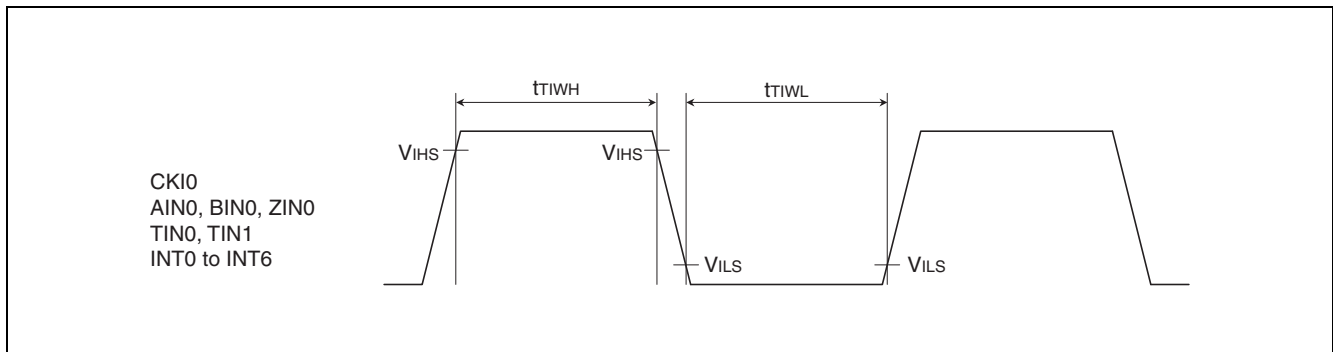 tTIWH
tTIWL
VIHS
VIHS
CKI0
AIN0, BIN0, ZIN0
TIN0, TIN1
INT0 to INT6
VILS
VILS